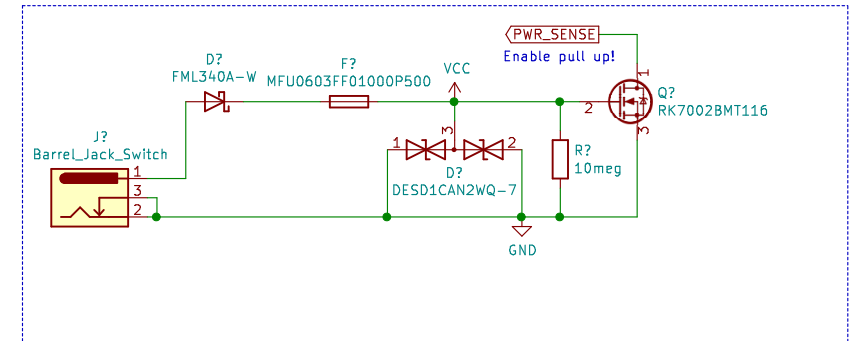 PWR_SENSE
Enable pull up!
D?
FML340A-W
F?
MFU0603FF01000P500
VCC
1
2
3
Q?
RK7002BMT116
J?
Barrel_Jack_Switch
1
3
2
1
3
2
D?
DESD1CAN2WQ-7
R?
10meg
GND